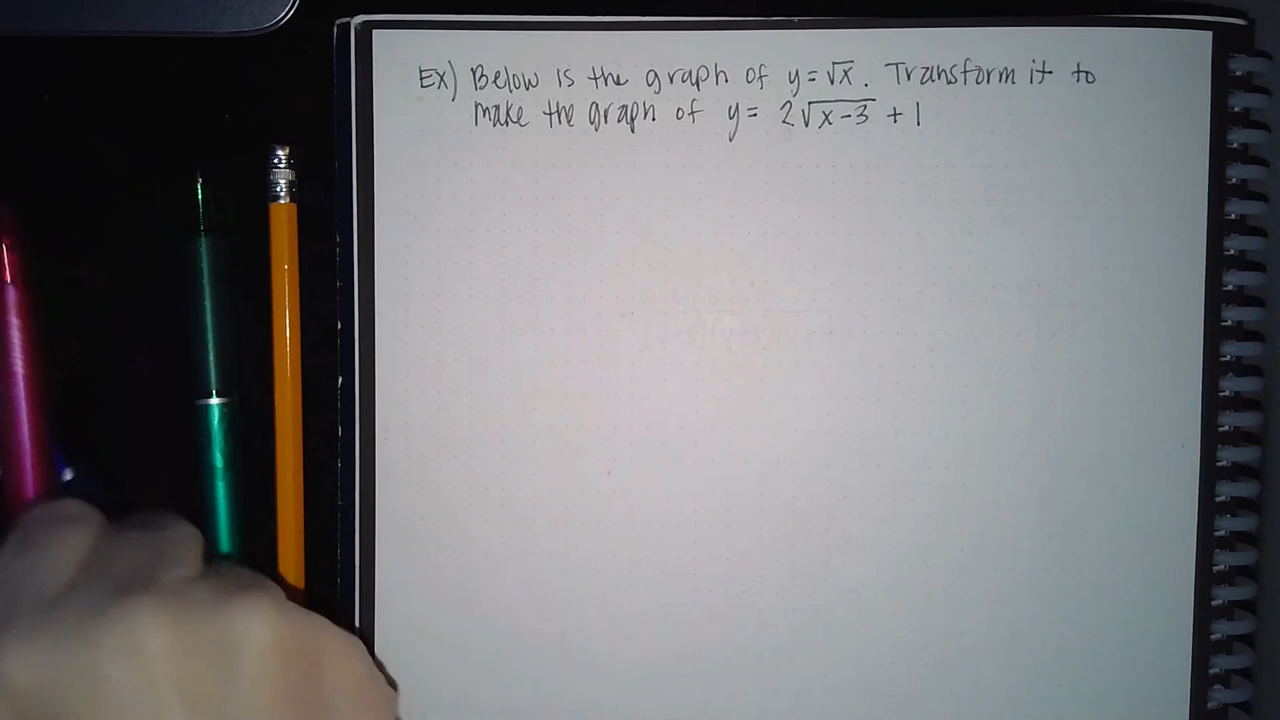 Ex) Below is the graph of y = √x. Transform it to
make the graph of y = 2√(x-3) + 1